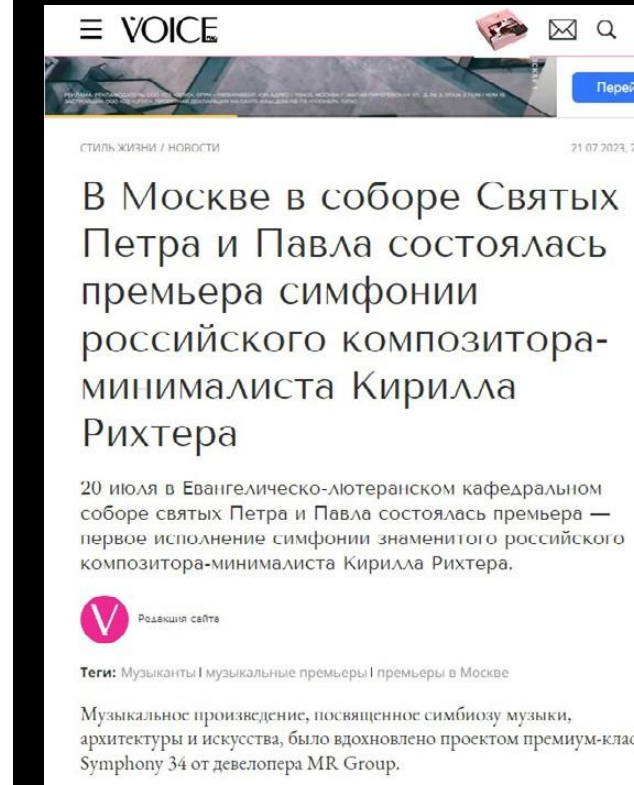 VOICE
Перей
СТИЛЬ ЖИЗНИ / НОВОСТИ
21.07.2023, 2
В Москве в соборе Святых
Петра и Павла состоялась
премьера симфонии
российского композитора-
минималиста Кирилла
Рихтера
20 июля в Евангелическо-лютеранском кафедральном
соборе святых Петра и Павла состоялась премьера —
первое исполнение симфонии знаменитого российского
композитора-минималиста Кирилла Рихтера.
V
Редакция сайта
Теги: Музыканты | музыкальные премьеры | премьеры в Москве
Музыкальное произведение, посвященное симбиозу музыки,
архитектуры и искусства, было вдохновлено проектом премиум-клас
Symphony 34 от девелопера MR Group.